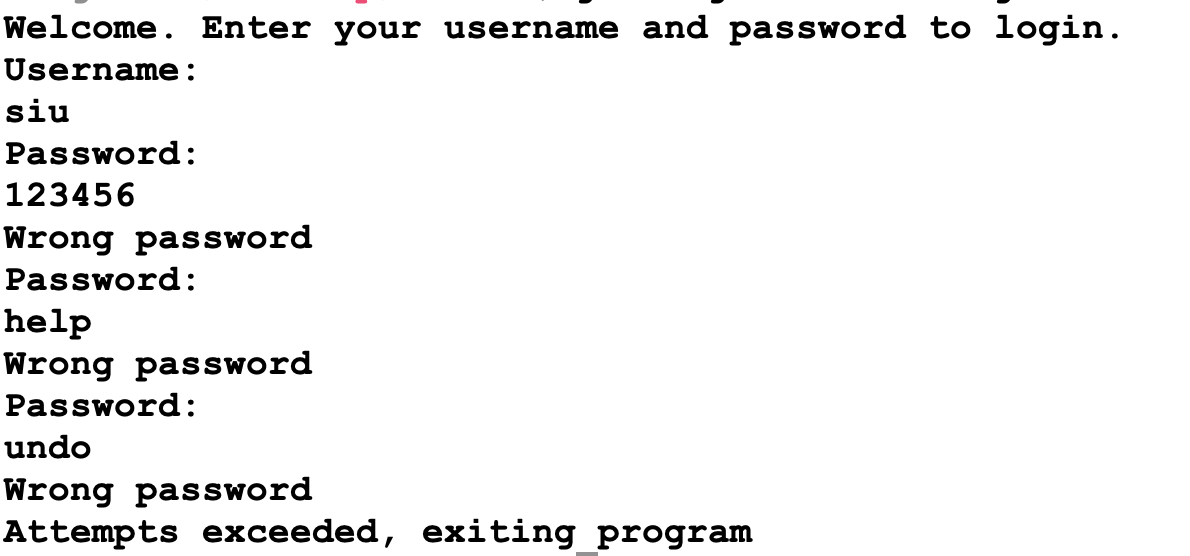 Welcome. Enter your username and password to login.
Username:
siu
Password:
123456
Wrong password
Password:
help
Wrong password
Password:
undo
Wrong password
Attempts exceeded, exiting program